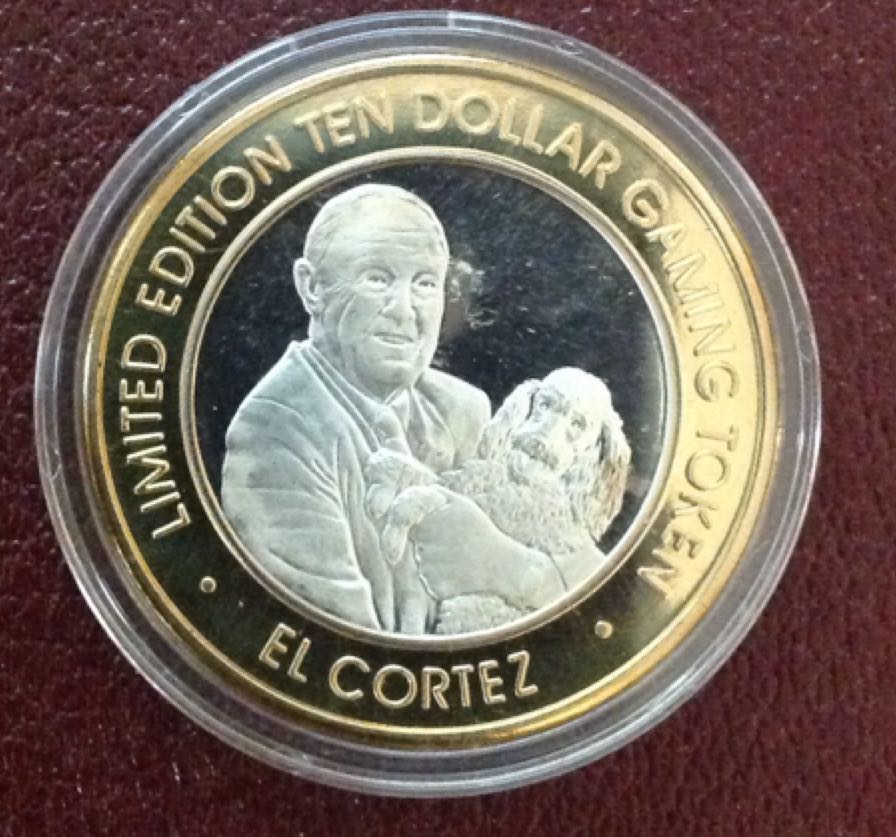 LIMITED EDITION TEN DOLLAR GAMING TOKEN
EL CORTEZ